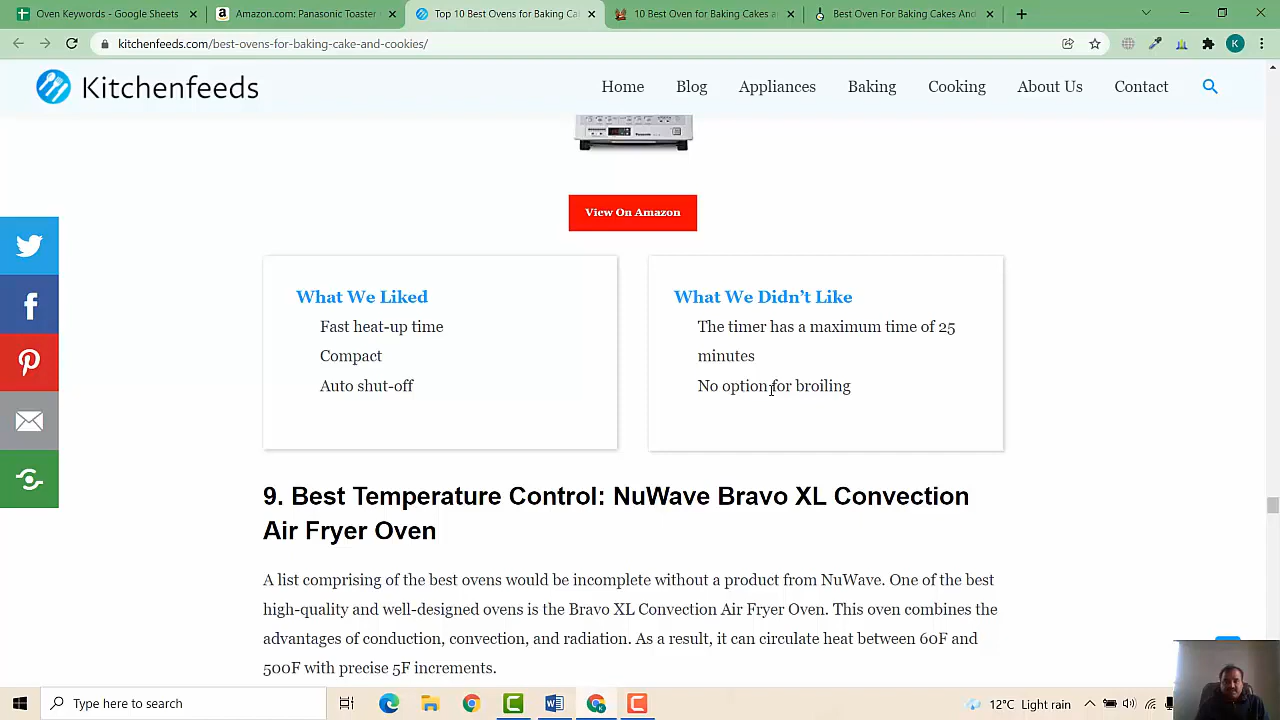 Oven Keywords - Google Sheets
Amazon.com: Panasonic Toaster
Top 10 Best Ovens for Baking Ca
10 Best Oven for Baking Cakes a
Best Oven For Baking Cakes And
kitchenfeeds.com/best-ovens-for-baking-cake-and-cookies/
K
Kitchenfeeds
Home
Blog
Appliances
Baking
Cooking
About Us
Contact
View On Amazon
What We Liked
Fast heat-up time
Compact
Auto shut-off
What We Didn’t Like
The timer has a maximum time of 25
minutes
No option for broiling
9. Best Temperature Control: NuWave Bravo XL Convection
Air Fryer Oven
A list comprising of the best ovens would be incomplete without a product from NuWave. One of the best
high-quality and well-designed ovens is the Bravo XL Convection Air Fryer Oven. This oven combines the
advantages of conduction, convection, and radiation. As a result, it can circulate heat between 60F and
500F with precise 5F increments.
Type here to search
12°C Light rain